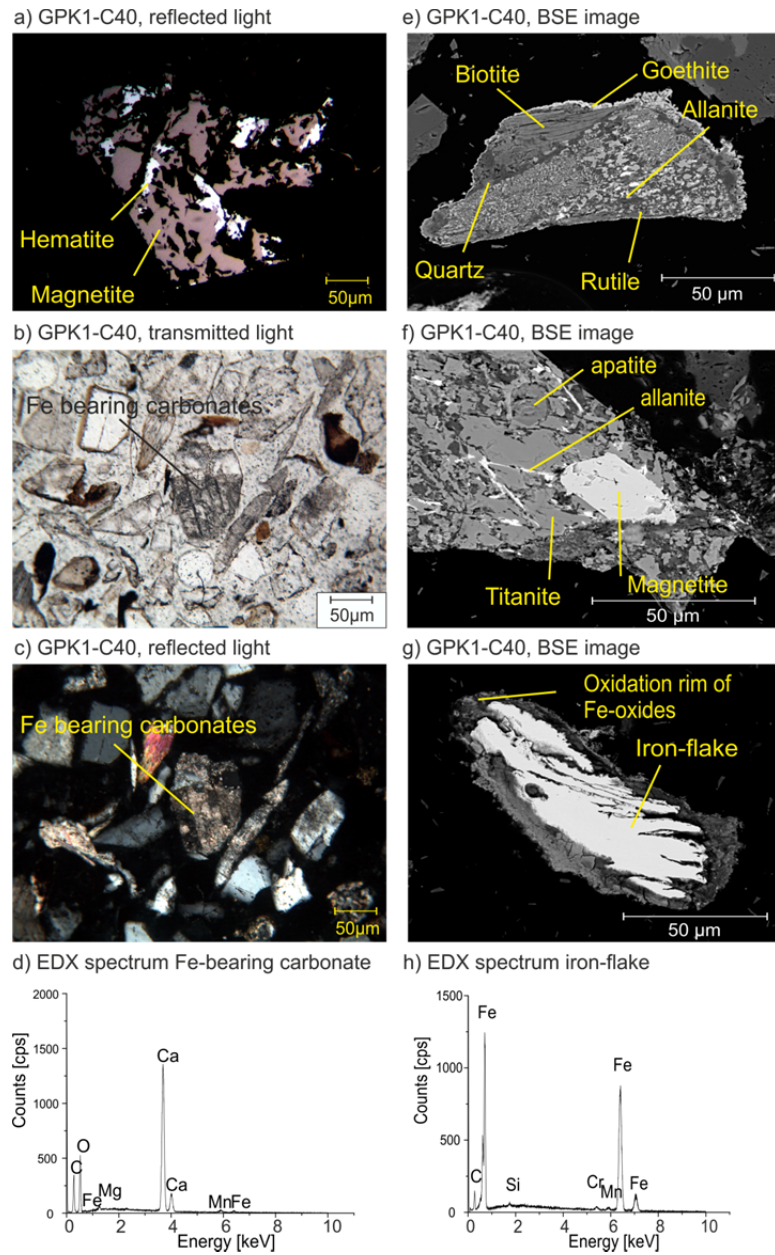 a) GPK1-C40, reflected light
Hematite
Magnetite
50µm
b) GPK1-C40, transmitted light
Fe bearing carbonates
50µm
c) GPK1-C40, reflected light
Fe bearing carbonates
50µm
d) EDX spectrum Fe-bearing carbonate
2000
1500
1000
500
0
Counts [cps]
C
O
Fe
Mg
Ca
Ca
Mn
Fe
0
2
4
6
8
10
Energy [keV]
e) GPK1-C40, BSE image
Biotite
Goethite
Allanite
Quartz
Rutile
50 µm
f) GPK1-C40, BSE image
apatite
allanite
Titanite
Magnetite
50 µm
g) GPK1-C40, BSE image
Oxidation rim of
Fe-oxides
Iron-flake
50 µm
h) EDX spectrum iron-flake
1500
1000
500
0
Counts [cps]
Fe
C
Si
Cr
Mn
Fe
Fe
0
2
4
6
8
10
Energy [keV]